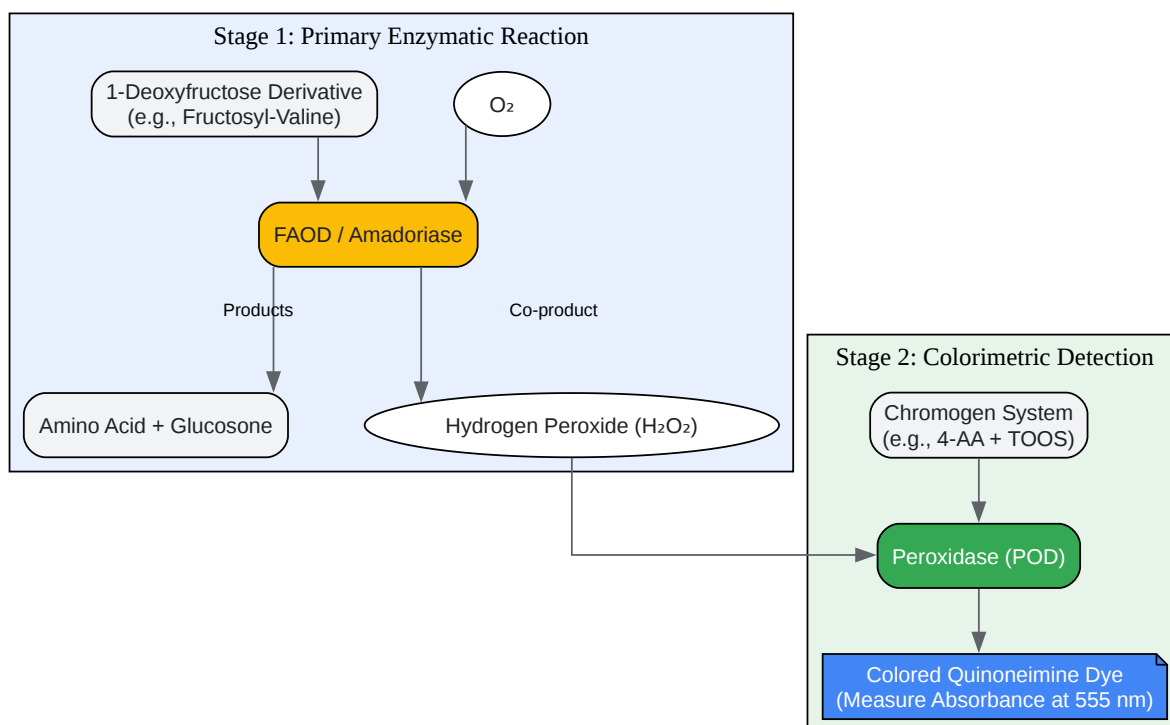 Stage 1: Primary Enzymatic Reaction
1-Deoxyfructose Derivative
(e.g., Fructosyl-Valine)
O₂
FAOD / Amadoriase
Products
Co-product
Amino Acid + Glucosone
Hydrogen Peroxide (H₂O₂)
Stage 2: Colorimetric Detection
Chromogen System
(e.g., 4-AA + TOOS)
Peroxidase (POD)
Colored Quinoneimine Dye
(Measure Absorbance at 555 nm)